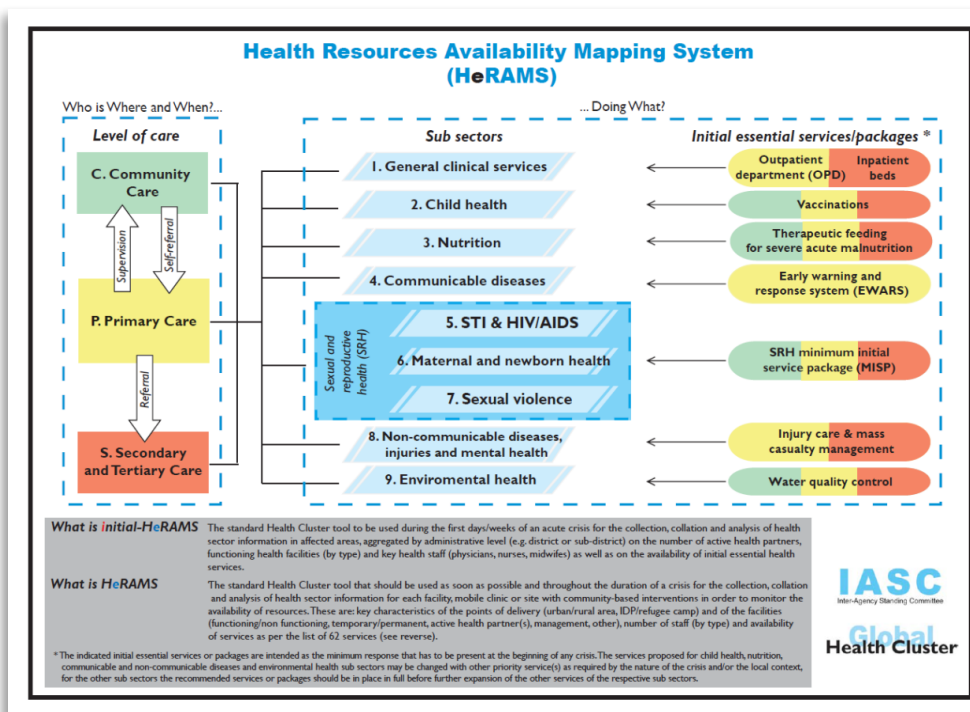 Health Resources Availability Mapping System
(HeRAMS)
Who is Where and When?...
... Doing What?
Level of care
Sub sectors
Initial essential services/packages *
C. Community
Care
Supervision
Self-referral
P. Primary Care
Referral
S. Secondary
and Tertiary Care
1. General clinical services
2. Child health
3. Nutrition
4. Communicable diseases
Sexual and
reproductive
health (SRH)
5. STI & HIV/AIDS
6. Maternal and newborn health
7. Sexual violence
8. Non-communicable diseases,
injuries and mental health
9. Enviromental health
Outpatient
department (OPD)
Inpatient
beds
Vaccinations
Therapeutic feeding
for severe acute malnutrition
Early warning and
response system (EWARS)
SRH minimum initial
service package (MISP)
Injury care & mass
casualty management
Water quality control
What is initial-HeRAMS
The standard Health Cluster tool to be used during the first days/weeks of an acute crisis for the collection, collation and analysis of health
sector information in affected areas, aggregated by administrative level (e.g. district or sub-district) on the number of active health partners,
functioning health facilities (by type) and key health staff (physicians, nurses, midwifes) as well as on the availability of initial essential health
services.
What is HeRAMS
The standard Health Cluster tool that should be used as soon as possible and throughout the duration of a crisis for the collection, collation
and analysis of health sector information for each facility, mobile clinic or site with community-based interventions in order to monitor the
availability of resources. These are: key characteristics of the points of delivery (urban/rural area, IDP/refugee camp) and of the facilities
(functioning/non functioning, temporary/permanent, active health partner(s), management, other), number of staff (by type) and availability
of services as per the list of 62 services (see reverse).
* The indicated initial essential services or packages are intended as the minimum response that has to be present at the beginning of any crisis. The services proposed for child health, nutrition,
communicable and non-communicable diseases and environmental health sub sectors may be changed with other priority service(s) as required by the nature of the crisis and/or the local context,
for the other sub sectors the recommended services or packages should be in place in full before further expansion of the other services of the respective sub sectors.
IASC
Inter-Agency Standing Committee
Global
Health Cluster